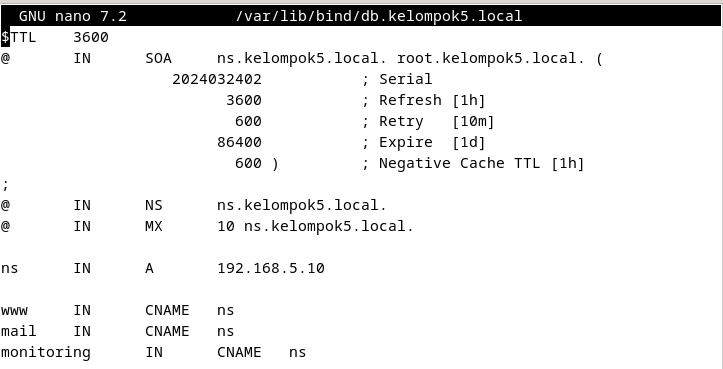 GNU nano 7.2 /var/lib/bind/db.kelompok5.local
$TTL 3600
@ IN SOA ns.kelompok5.local. root.kelompok5.local. (
2024032402 ; Serial
3600 ; Refresh [1h]
600 ; Retry [10m]
86400 ; Expire [1d]
600 ) ; Negative Cache TTL [1h]
;
@ IN NS ns.kelompok5.local.
@ IN MX 10 ns.kelompok5.local.
ns IN A 192.168.5.10
www IN CNAME ns
mail IN CNAME ns
monitoring IN CNAME ns